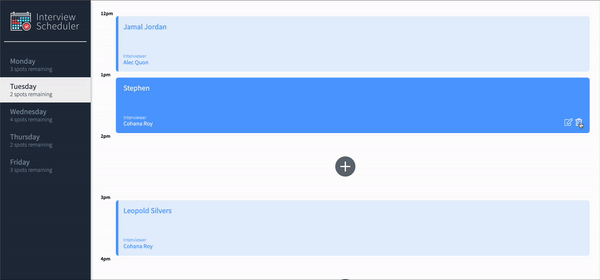 Interview
Scheduler
Monday
3 spots remaining
Tuesday
2 spots remaining
Wednesday
4 spots remaining
Thursday
2 spots remaining
Friday
3 spots remaining
12pm
Jamal Jordan
Interviewer
Alec Quon
1pm
Stephen
Interviewer
Cohana Roy
2pm
3pm
Leopold Silvers
Interviewer
Cohana Roy
4pm